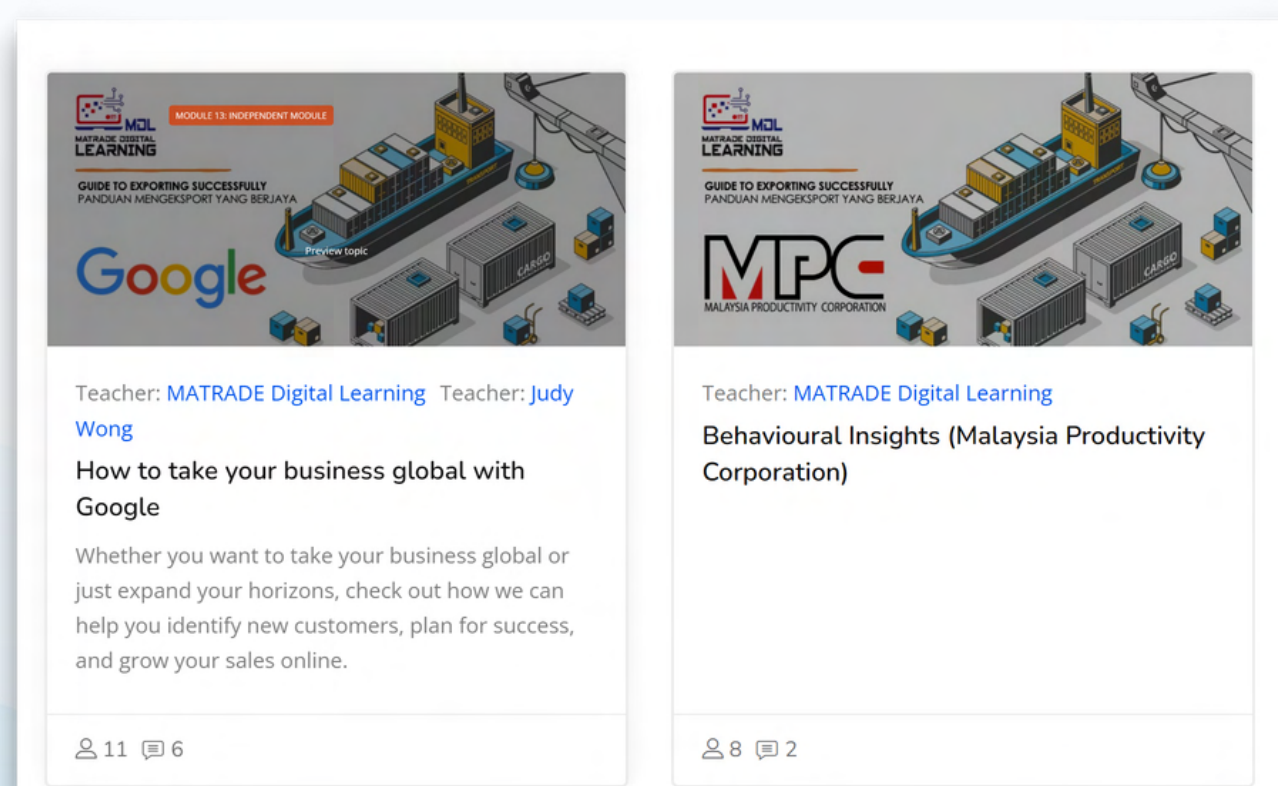 MDL
MATRADE DIGITAL
LEARNING
MODULE 13: INDEPENDENT MODULE
GUIDE TO EXPORTING SUCCESSFULLY
PANDUAN MENGEKSPORT YANG BERJAYA
TRANSPORT
Preview topic
Google
CARGO
Teacher: MATRADE Digital Learning Teacher: Judy
Wong
How to take your business global with
Google
Whether you want to take your business global or
just expand your horizons, check out how we can
help you identify new customers, plan for success,
and grow your sales online.
11 6
MDL
MATRADE DIGITAL
LEARNING
GUIDE TO EXPORTING SUCCESSFULLY
PANDUAN MENGEKSPORT YANG BERJAYA
TRANSPORT
MPC
MALAYSIA PRODUCTIVITY CORPORATION
CARGO
Teacher: MATRADE Digital Learning
Behavioural Insights (Malaysia Productivity
Corporation)
8 2